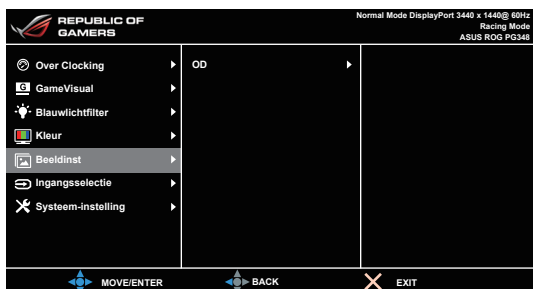 REPUBLIC OF
GAMERS
Normal Mode DisplayPort 3440 x 1440@ 60Hz
Racing Mode
ASUS ROG PG348
Over Clocking
OD
G GameVisual
Blauwlichtfilter
Kleur
Beeldinst
Ingangsselectie
Systeem-instelling
MOVE/ENTER
BACK
EXIT